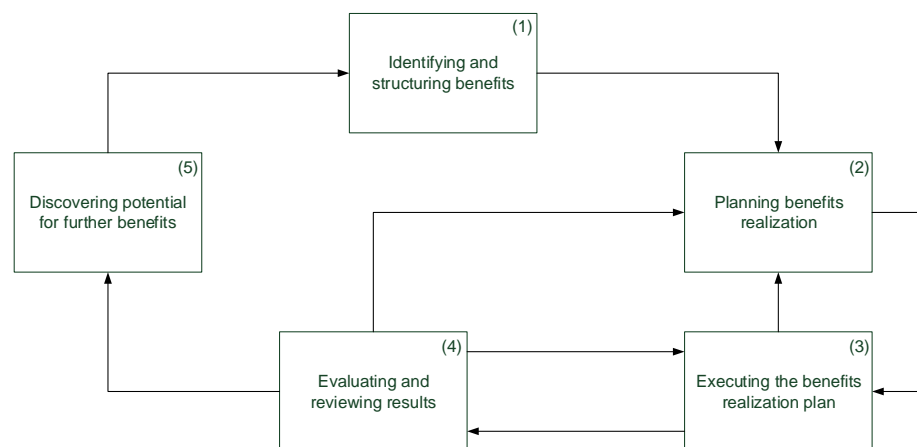 (1)
Identifying and
structuring benefits
(5)
Discovering potential
for further benefits
(2)
Planning benefits
realization
(4)
Evaluating and
reviewing results
(3)
Executing the benefits
realization plan